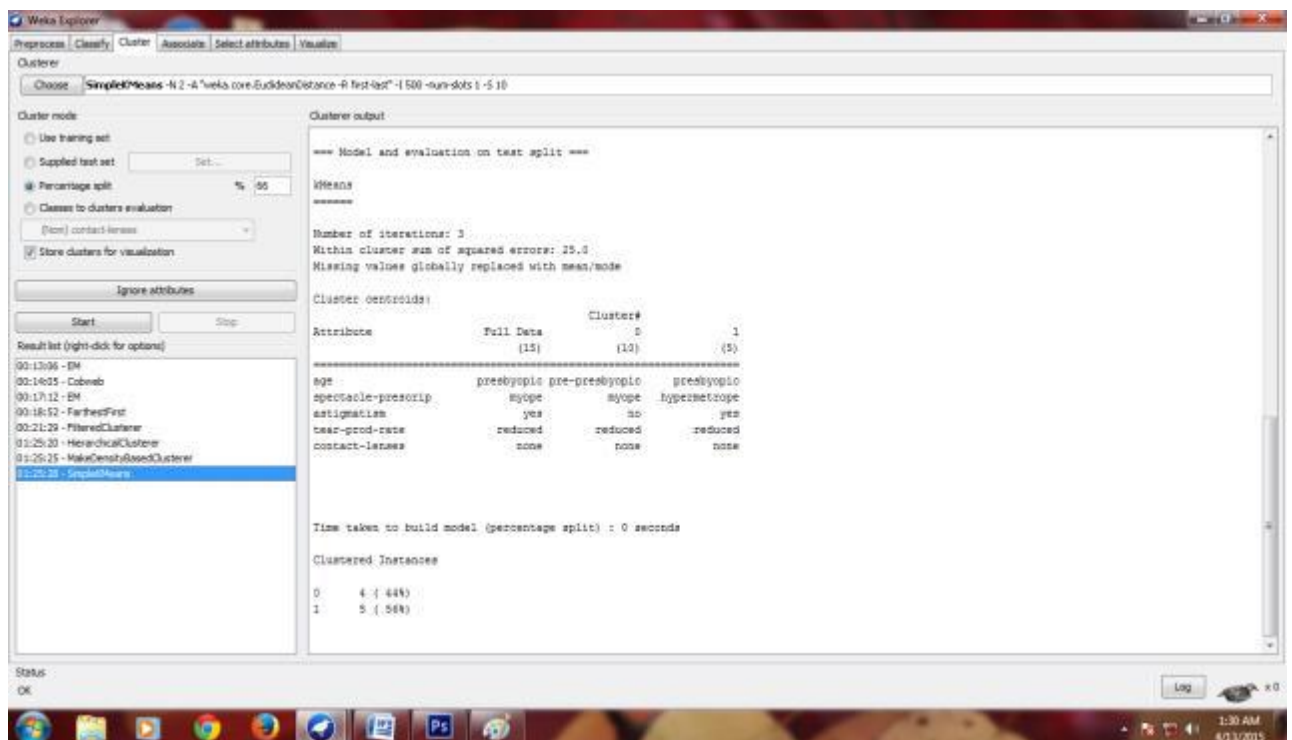 Weka Explorer
Preprocess Classify Cluster Associate Select attributes Visualize
Clusterer
Choose SimpleKMeans -N 2 -A "weka.core.EuclideanDistance -R first-last" -I 500 -num-slots 1 -S 10
Cluster mode
Use training set
Supplied test set Set...
Percentage split % 66
Classes to clusters evaluation
(Nom) contact-lenses
Store clusters for visualization
Ignore attributes
Start Stop
Result list (right-click for options)
00:13:06 - EM
00:14:05 - Cobweb
00:17:12 - EM
00:18:52 - FarthestFirst
00:21:29 - FilteredClusterer
01:25:20 - HierarchicalClusterer
01:25:25 - MakeDensityBasedClusterer
01:25:38 - SimpleKMeans
Clusterer output
=== Model and evaluation on test split ===
kMeans
======
Number of iterations: 3
Within cluster sum of squared errors: 25.0
Missing values globally replaced with mean/mode
Cluster centroids:
Cluster#
Attribute Full Data 0 1
(15) (10) (5)
age presbyopic pre-presbyopic presbyopic
spectacle-prescrip myope myope hypermetrope
astigmatism yes no yes
tear-prod-rate reduced reduced reduced
contact-lenses none none none
Time taken to build model (percentage split) : 0 seconds
Clustered Instances
0 4 ( 44%)
1 5 ( 56%)
Status
OK
Log x 0
Ps
1:30 AM
4/13/2015